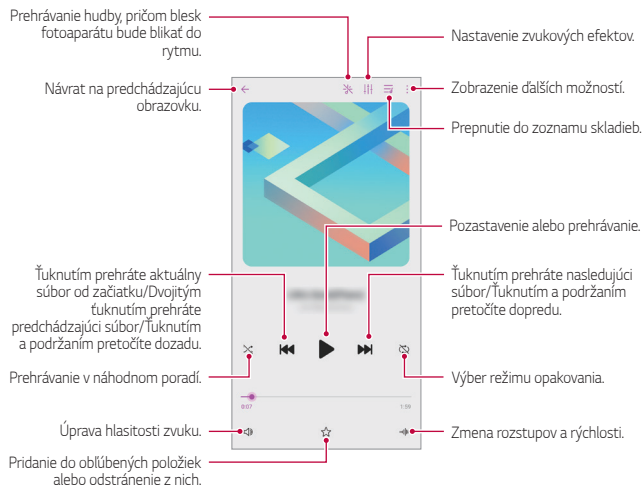 Prehrávanie hudby, pričom blesk
fotoaparátu bude blikať do
rytmu.
Nastavenie zvukových efektov.
Návrat na predchádzajúcu
obrazovku.
Zobrazenie ďalších možností.
Prepnutie do zoznamu skladieb.
Pozastavenie alebo prehrávanie.
Ťuknutím prehráte aktuálny
súbor od začiatku/Dvojitým
ťuknutím prehráte
predchádzajúci súbor/Ťuknutím
a podržaním pretočíte dozadu.
Ťuknutím prehráte nasledujúci
súbor/Ťuknutím a podržaním
pretočíte dopredu.
Prehrávanie v náhodnom poradí.
Výber režimu opakovania.
0:07
1:59
Úprava hlasitosti zvuku.
Zmena rozstupov a rýchlosti.
Pridanie do obľúbených položiek
alebo odstránenie z nich.